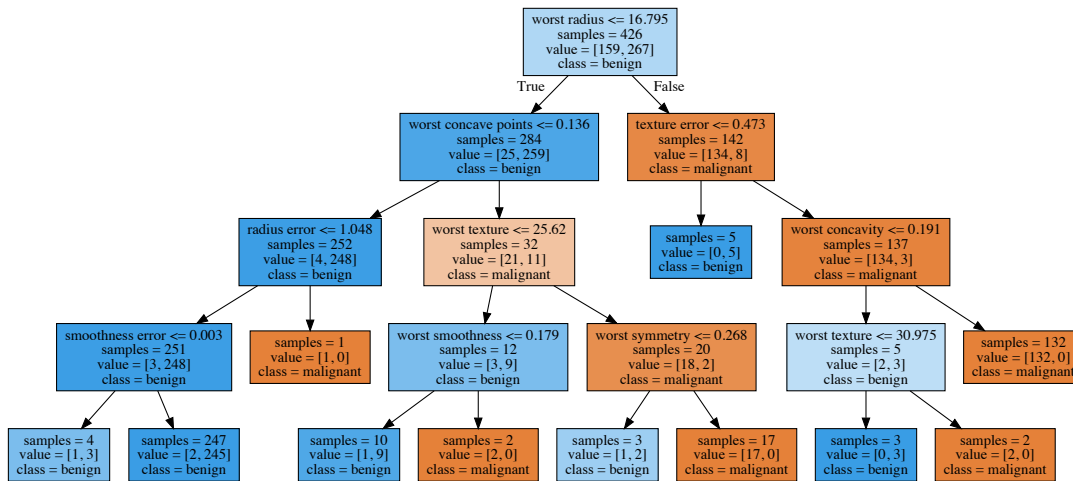 worst radius <= 16.795
samples = 426
value = [159, 267]
class = benign
True
False
worst concave points <= 0.136
samples = 284
value = [25, 259]
class = benign
texture error <= 0.473
samples = 142
value = [134, 8]
class = malignant
radius error <= 1.048
samples = 252
value = [4, 248]
class = benign
worst texture <= 25.62
samples = 32
value = [21, 11]
class = malignant
samples = 5
value = [0, 5]
class = benign
worst concavity <= 0.191
samples = 137
value = [134, 3]
class = malignant
smoothness error <= 0.003
samples = 251
value = [3, 248]
class = benign
samples = 1
value = [1, 0]
class = malignant
worst smoothness <= 0.179
samples = 12
value = [3, 9]
class = benign
worst symmetry <= 0.268
samples = 20
value = [18, 2]
class = malignant
worst texture <= 30.975
samples = 5
value = [2, 3]
class = benign
samples = 132
value = [132, 0]
class = malignant
samples = 4
value = [1, 3]
class = benign
samples = 247
value = [2, 245]
class = benign
samples = 10
value = [1, 9]
class = benign
samples = 2
value = [2, 0]
class = malignant
samples = 3
value = [1, 2]
class = benign
samples = 17
value = [17, 0]
class = malignant
samples = 3
value = [0, 3]
class = benign
samples = 2
value = [2, 0]
class = malignant